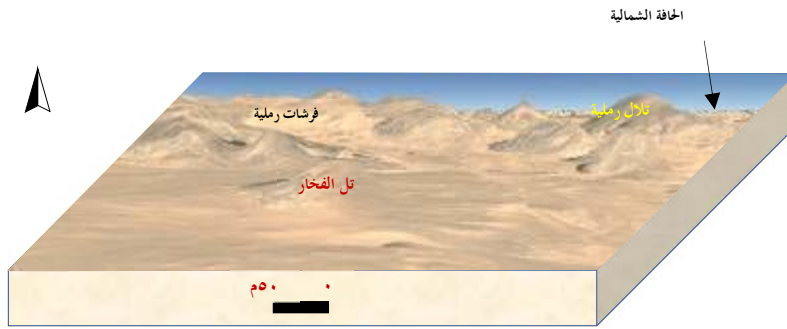 الحافة الشمالية
تلال رملية
فرشات رملية
تل الفخار
٠ ٥٠م